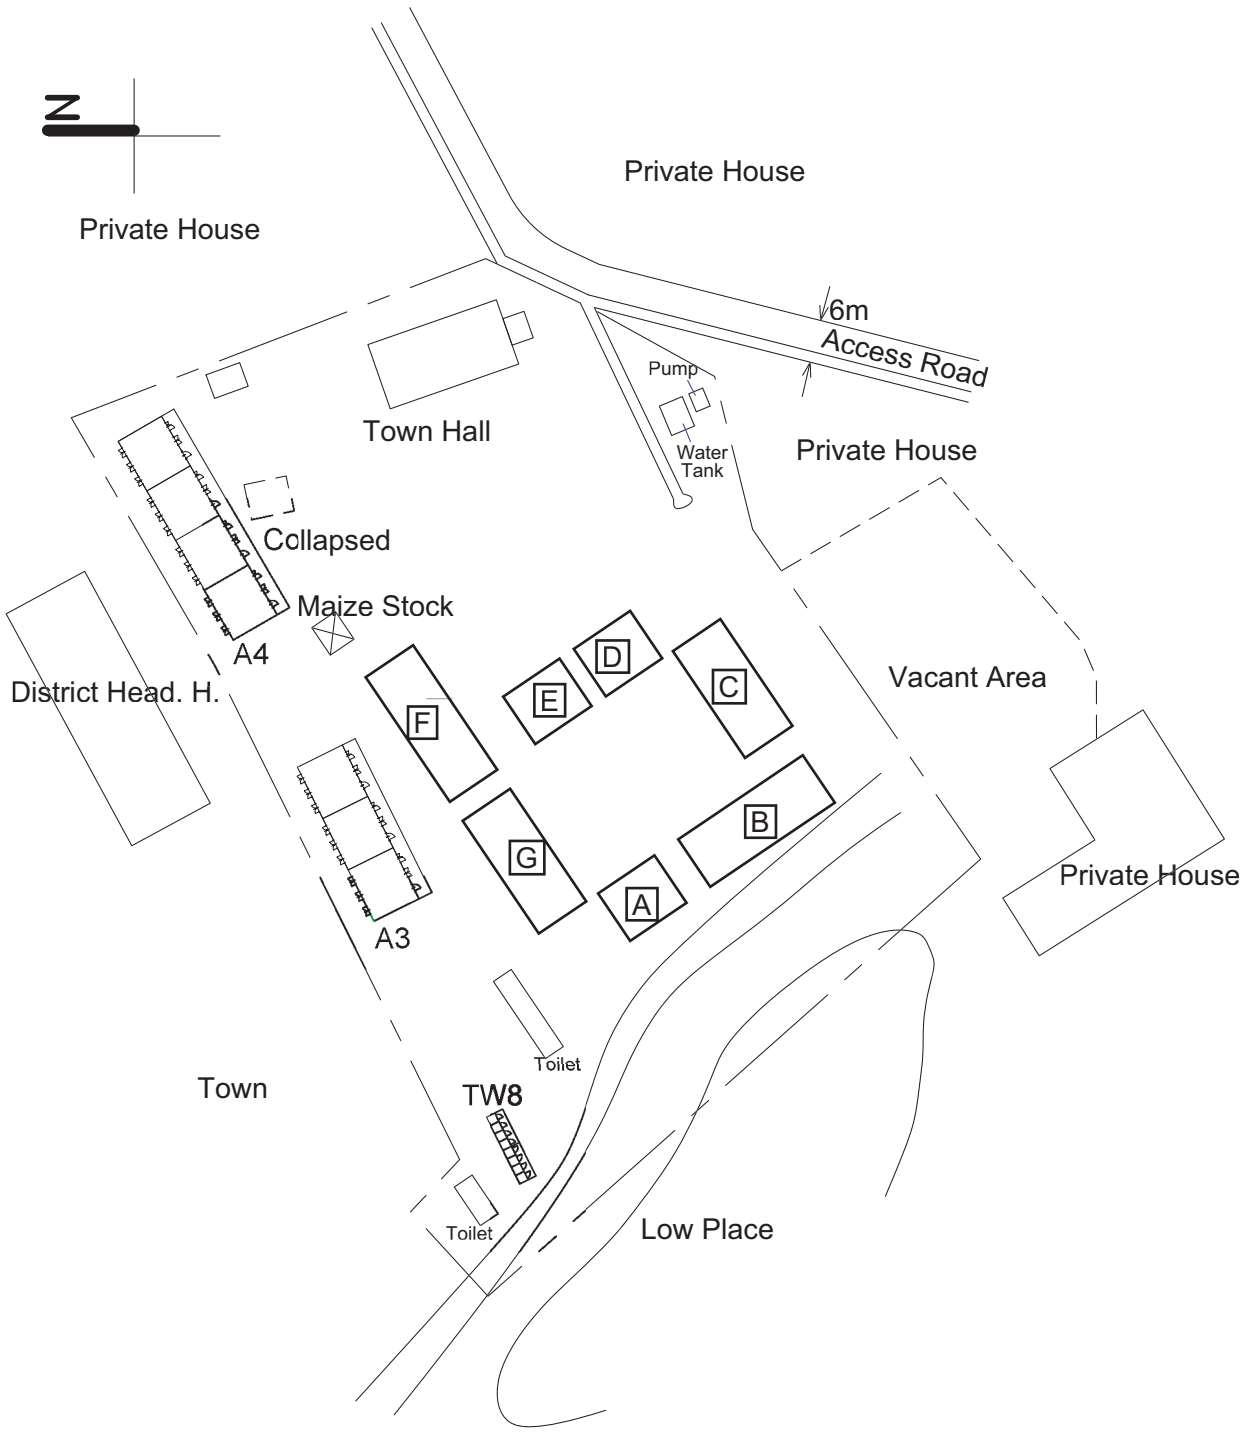 N
Private House
Private House
6m
Access Road
Pump
Town Hall
Water
Tank
Private House
Collapsed
Maize Stock
A4
D
E
C
District Head. H.
Vacant Area
F
B
G
Private House
A
A3
Toilet
Town
TW8
Toilet
Low Place